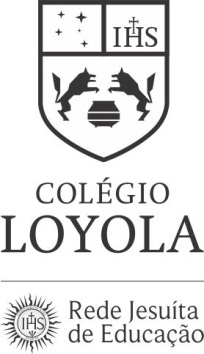 IHS
COLÉGIO
LOYOLA
IHS
Rede Jesuíta
de Educação